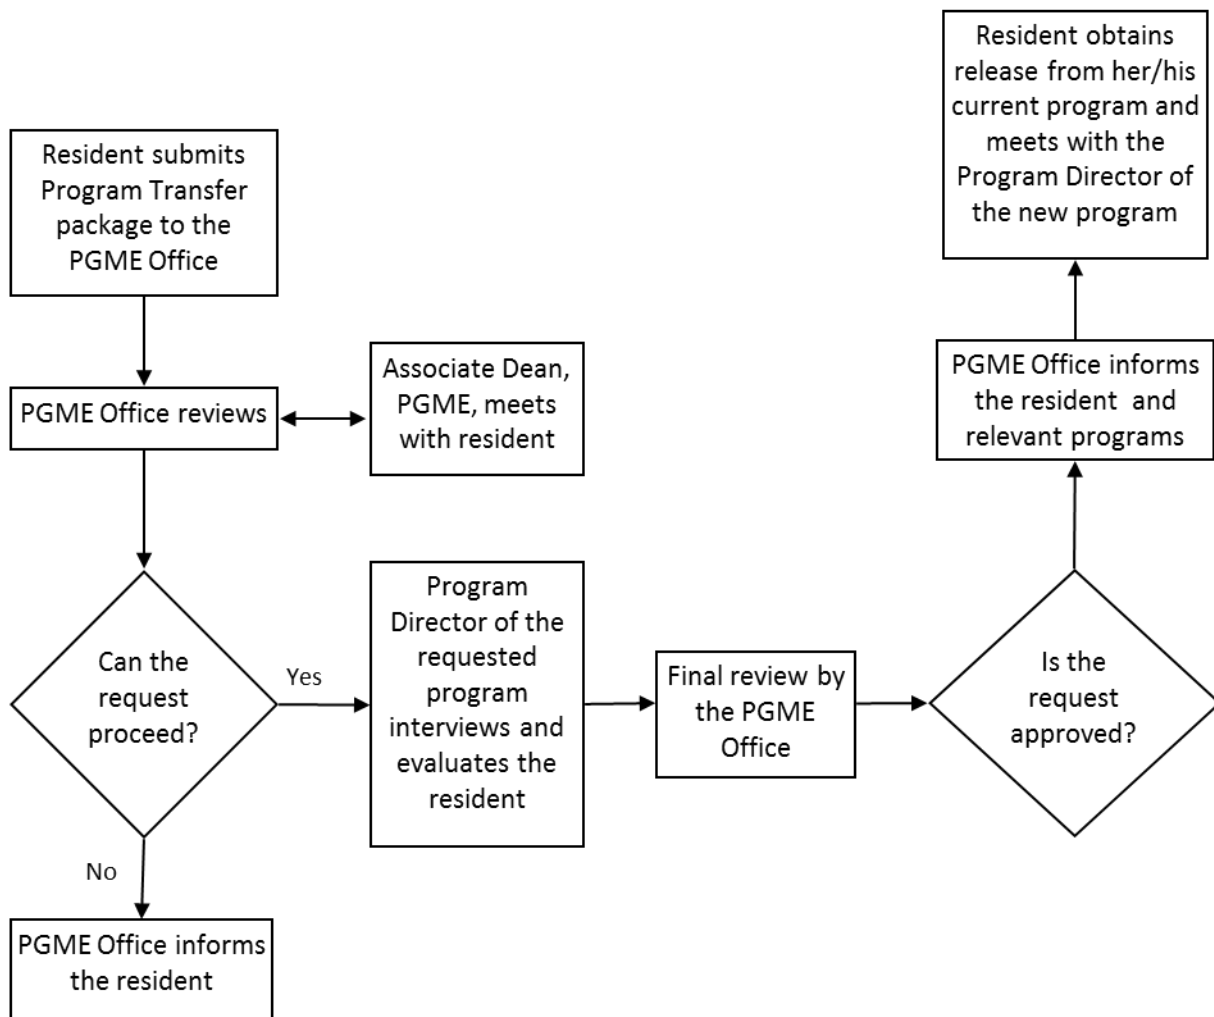 Resident submits
Program Transfer
package to the
PGME Office
PGME Office reviews
Associate Dean,
PGME, meets
with resident
Can the
request
proceed?
Yes
No
PGME Office informs
the resident
Program
Director of the
requested
program
interviews and
evaluates the
resident
Final review by
the PGME
Office
Is the
request
approved?
PGME Office informs
the resident and
relevant programs
Resident obtains
release from her/his
current program and
meets with the
Program Director of
the new program